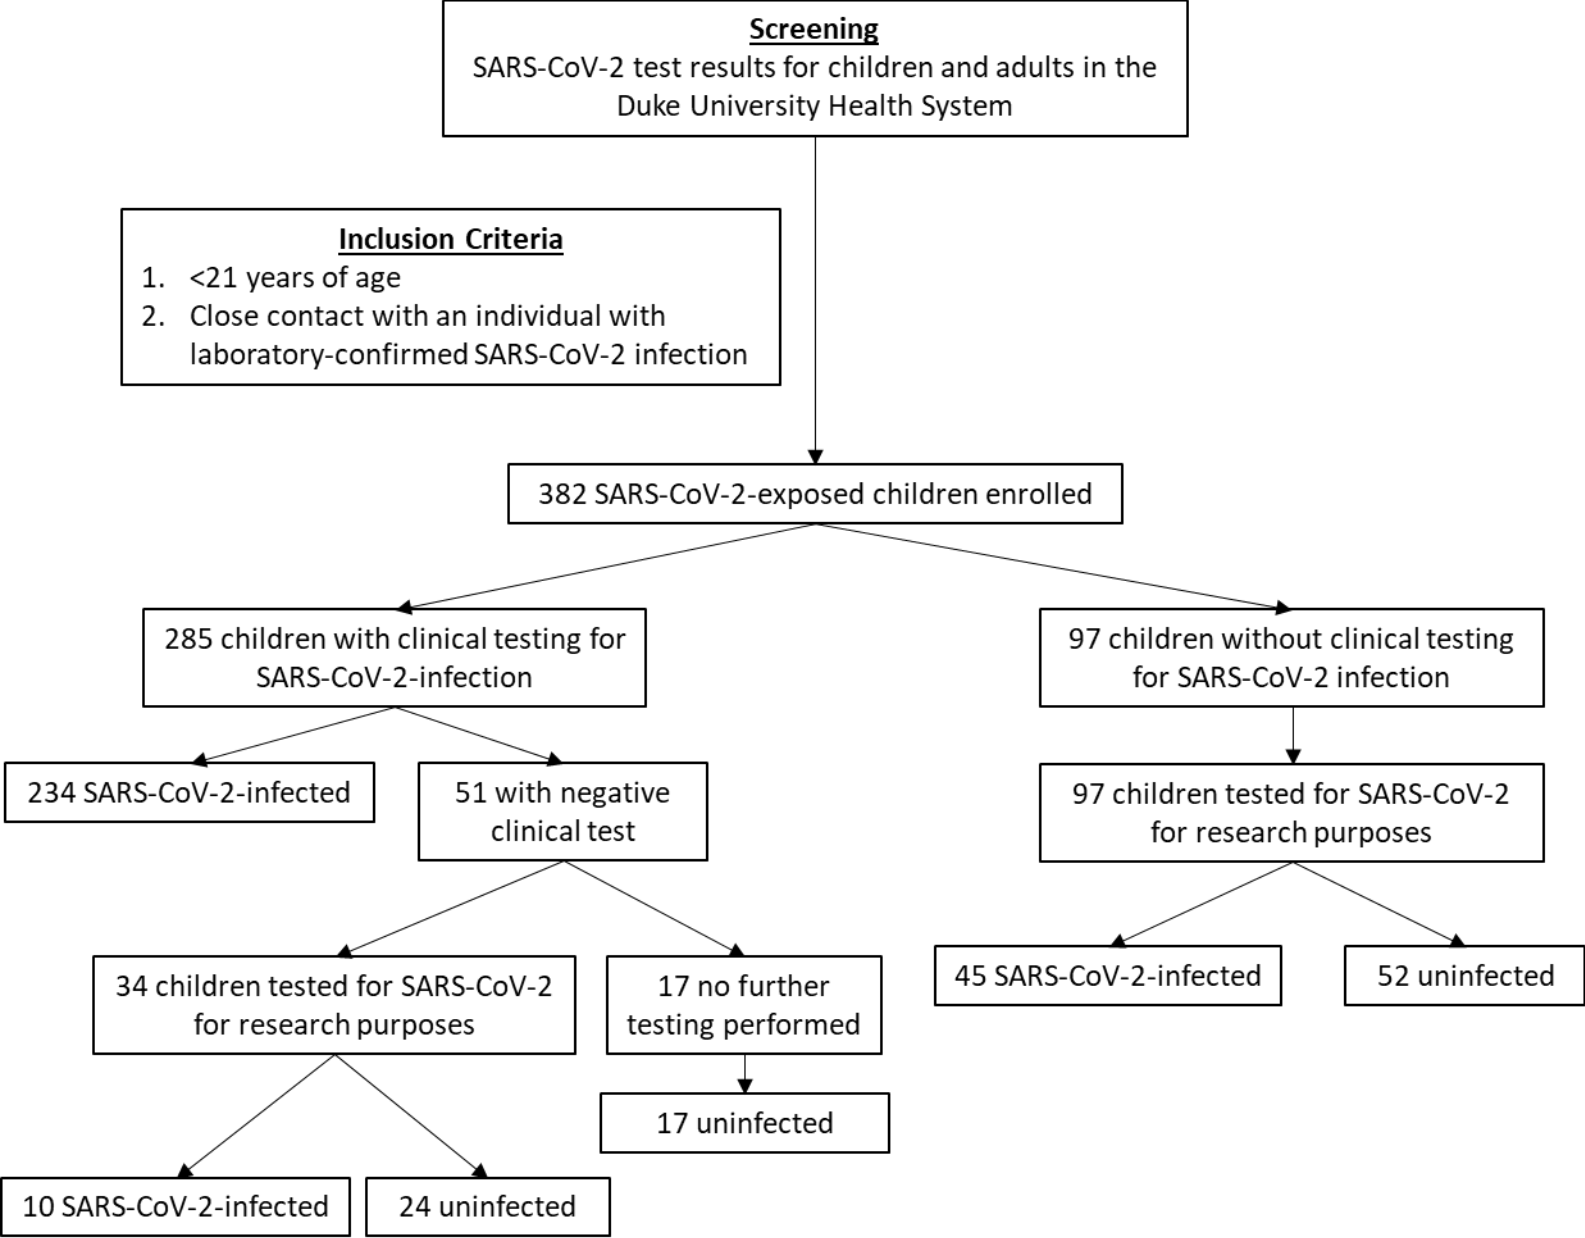 Screening
SARS-CoV-2 test results for children and adults in the
Duke University Health System
Inclusion Criteria
1. <21 years of age
2. Close contact with an individual with
laboratory-confirmed SARS-CoV-2 infection
382 SARS-CoV-2-exposed children enrolled
285 children with clinical testing for
SARS-CoV-2-infection
97 children without clinical testing
for SARS-CoV-2 infection
234 SARS-CoV-2-infected
51 with negative
clinical test
97 children tested for SARS-CoV-2
for research purposes
34 children tested for SARS-CoV-2
for research purposes
17 no further
testing performed
45 SARS-CoV-2-infected
52 uninfected
17 uninfected
10 SARS-CoV-2-infected
24 uninfected